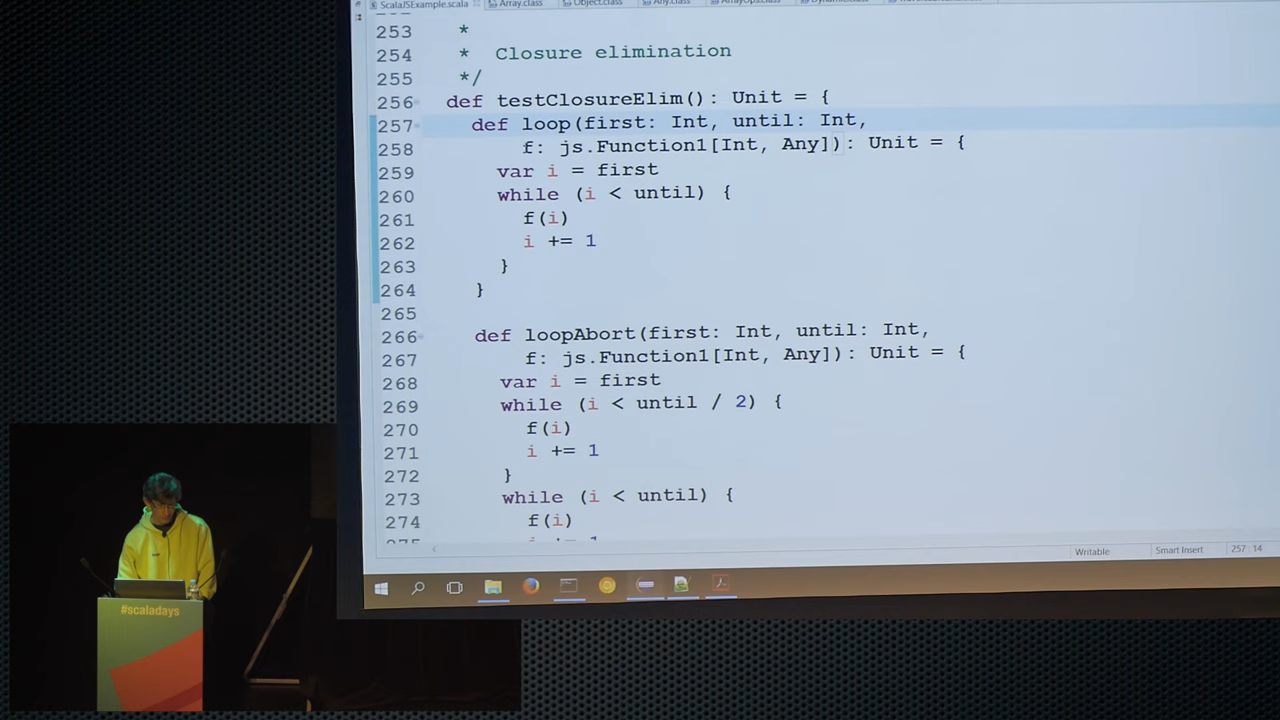 ScalaJSExample.scala Array.class Object.class Any.class
253 *
254 * Closure elimination
255 */
256 def testClosureElim(): Unit = {
257 def loop(first: Int, until: Int,
258 f: js.Function1[Int, Any]): Unit = {
259 var i = first
260 while (i < until) {
261 f(i)
262 i += 1
263 }
264 }
265
266 def loopAbort(first: Int, until: Int,
267 f: js.Function1[Int, Any]): Unit = {
268 var i = first
269 while (i < until / 2) {
270 f(i)
271 i += 1
272 }
273 while (i < until) {
274 f(i)
Writable Smart Insert 257 : 14
#scaladays